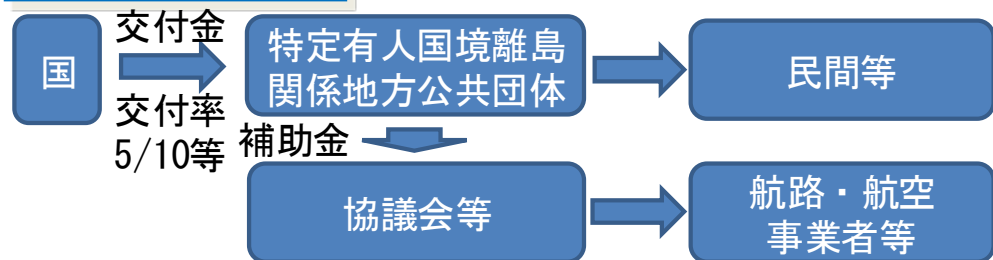 交付金
国
交付率
5/10等
特定有人国境離島
関係地方公共団体
民間等
補助金
協議会等
航路・航空
事業者等